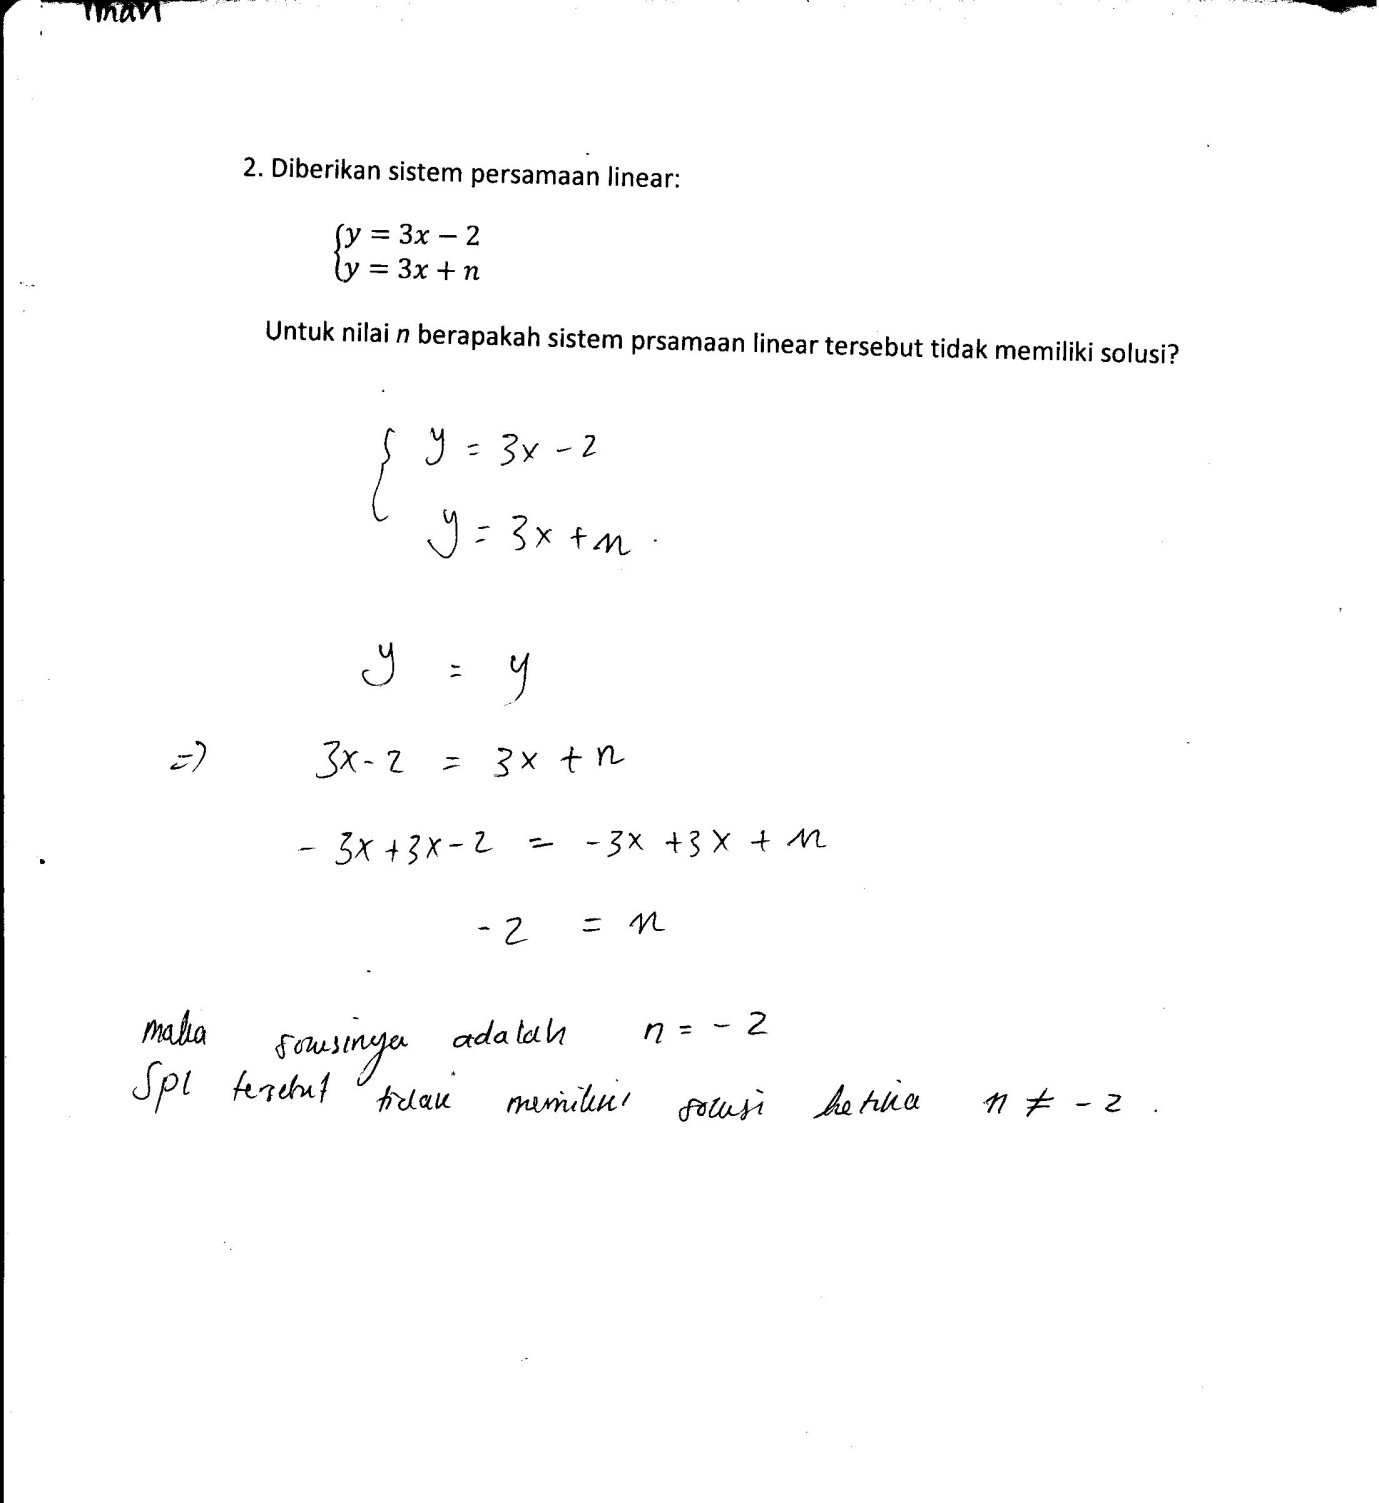 Iman
2. Diberikan sistem persamaan linear:
{y = 3x − 2
y = 3x + n
Untuk nilai n berapakah sistem prsamaan linear tersebut tidak memiliki solusi?
{ y = 3x - 2
y = 3x + n.
y = y
=) 3x - 2 = 3x + n
- 3x + 3x - 2 = - 3x + 3x + n
- 2 = n
maka solusinya adalah n = - 2
Spl tersebut tidak memiliki solusi ketika n ≠ - 2.